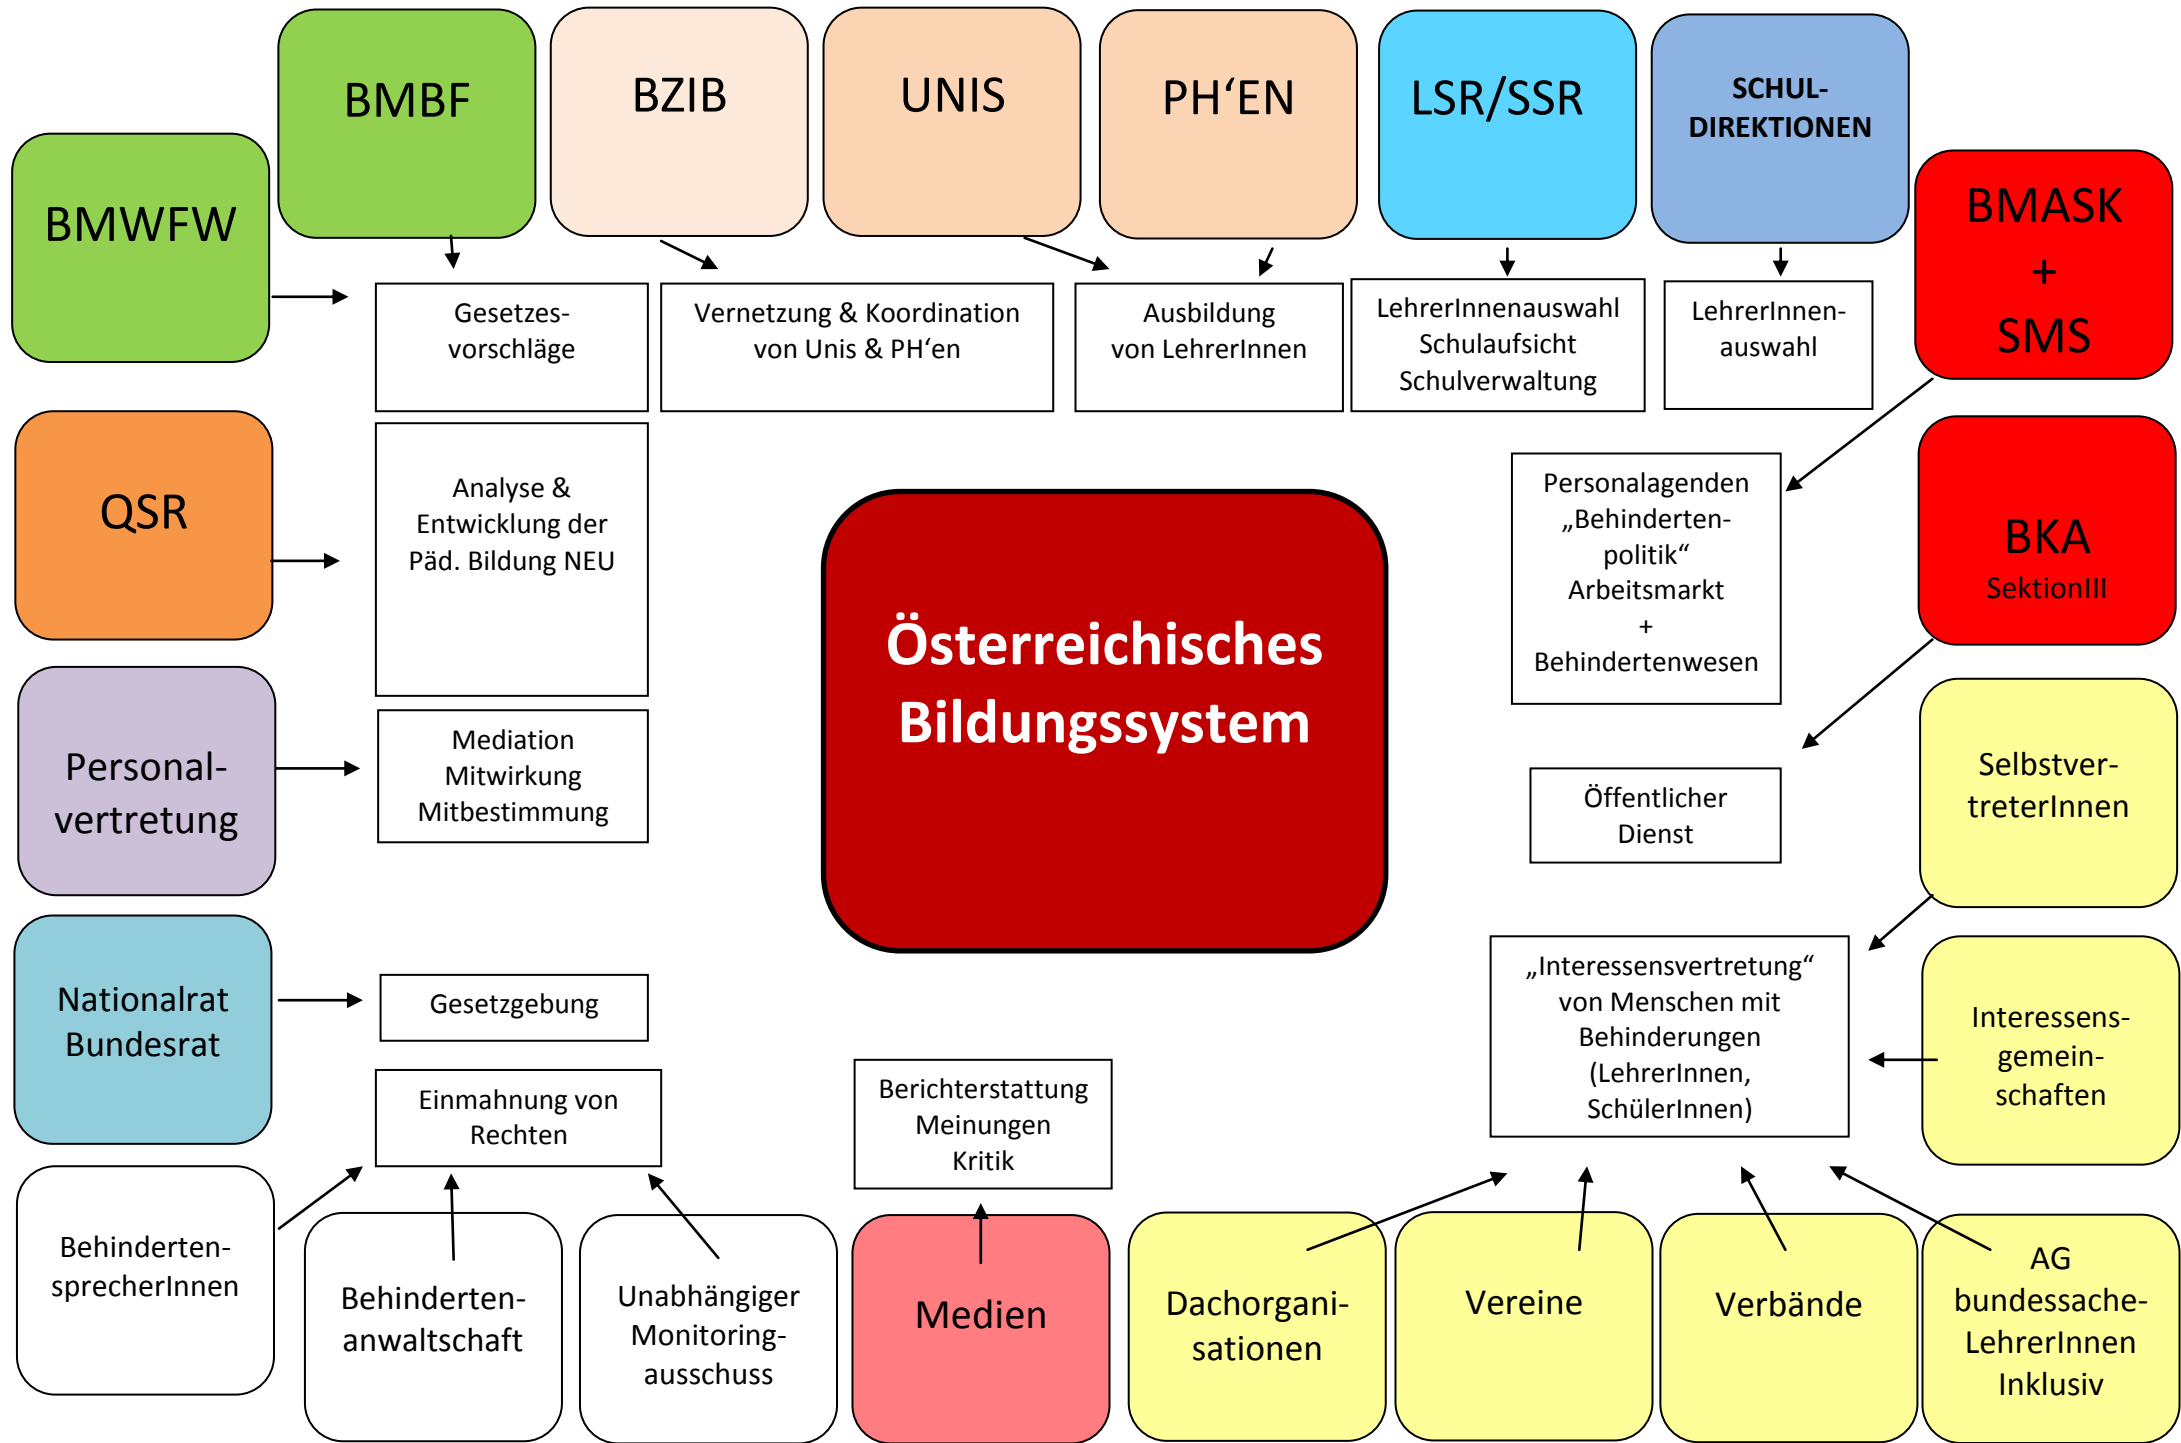 BMBF
BZIB
UNIS
PH‘EN
LSR/SSR
SCHUL-
DIREKTIONEN
BMWFW
BMASK
+
SMS
Gesetzes-
vorschläge
Vernetzung & Koordination
von Unis & PH‘en
Ausbildung
von LehrerInnen
LehrerInnenauswahl
Schulaufsicht
Schulverwaltung
LehrerInnen-
auswahl
QSR
Analyse &
Entwicklung der
Päd. Bildung NEU
Österreichisches
Bildungssystem
Personalagenden
„Behinderten-
politik“
Arbeitsmarkt
+
Behindertenwesen
BKA
SektionIII
Personal-
vertretung
Mediation
Mitwirkung
Mitbestimmung
Öffentlicher
Dienst
Selbstver-
treterInnen
Nationalrat
Bundesrat
Gesetzgebung
„Interessensvertretung“
von Menschen mit
Behinderungen
(LehrerInnen,
SchülerInnen)
Interessens-
gemein-
schaften
Einmahnung von
Rechten
Berichterstattung
Meinungen
Kritik
Behinderten-
sprecherInnen
Behinderten-
anwaltschaft
Unabhängiger
Monitoring-
ausschuss
Medien
Dachorgani-
sationen
Vereine
Verbände
AG
bundessache-
LehrerInnen
Inklusiv